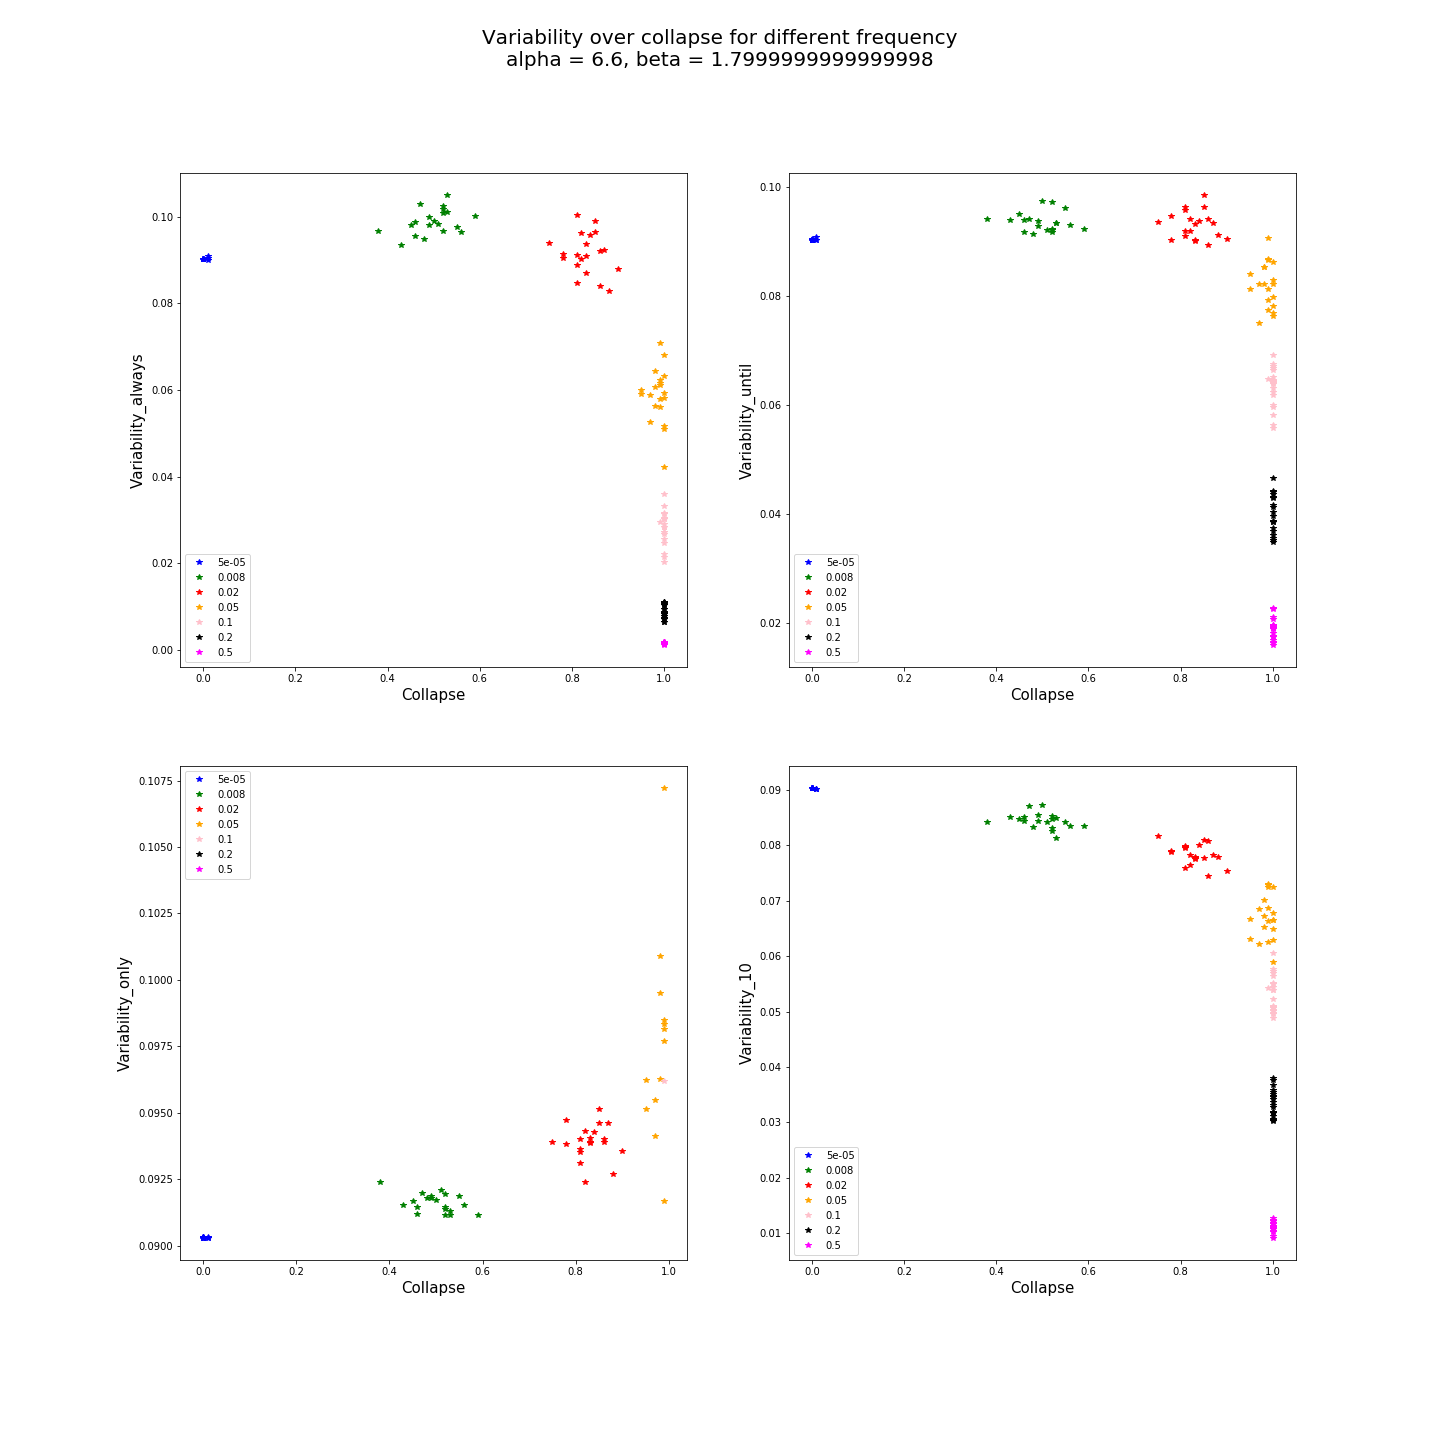 Variability over collapse for different frequency
alpha = 6.6, beta = 1.7999999999999998
Variability_always
0.10
0.08
0.06
0.04
0.02
0.00
5e-05
0.008
0.02
0.05
0.1
0.2
0.5
0.0 0.2 0.4 0.6 0.8 1.0
Collapse
Variability_until
0.10
0.08
0.06
0.04
0.02
5e-05
0.008
0.02
0.05
0.1
0.2
0.5
0.0 0.2 0.4 0.6 0.8 1.0
Collapse
Variability_only
0.1075
0.1050
0.1025
0.1000
0.0975
0.0950
0.0925
0.0900
5e-05
0.008
0.02
0.05
0.1
0.2
0.5
0.0 0.2 0.4 0.6 0.8 1.0
Collapse
Variability_10
0.09
0.08
0.07
0.06
0.05
0.04
0.03
0.02
0.01
5e-05
0.008
0.02
0.05
0.1
0.2
0.5
0.0 0.2 0.4 0.6 0.8 1.0
Collapse